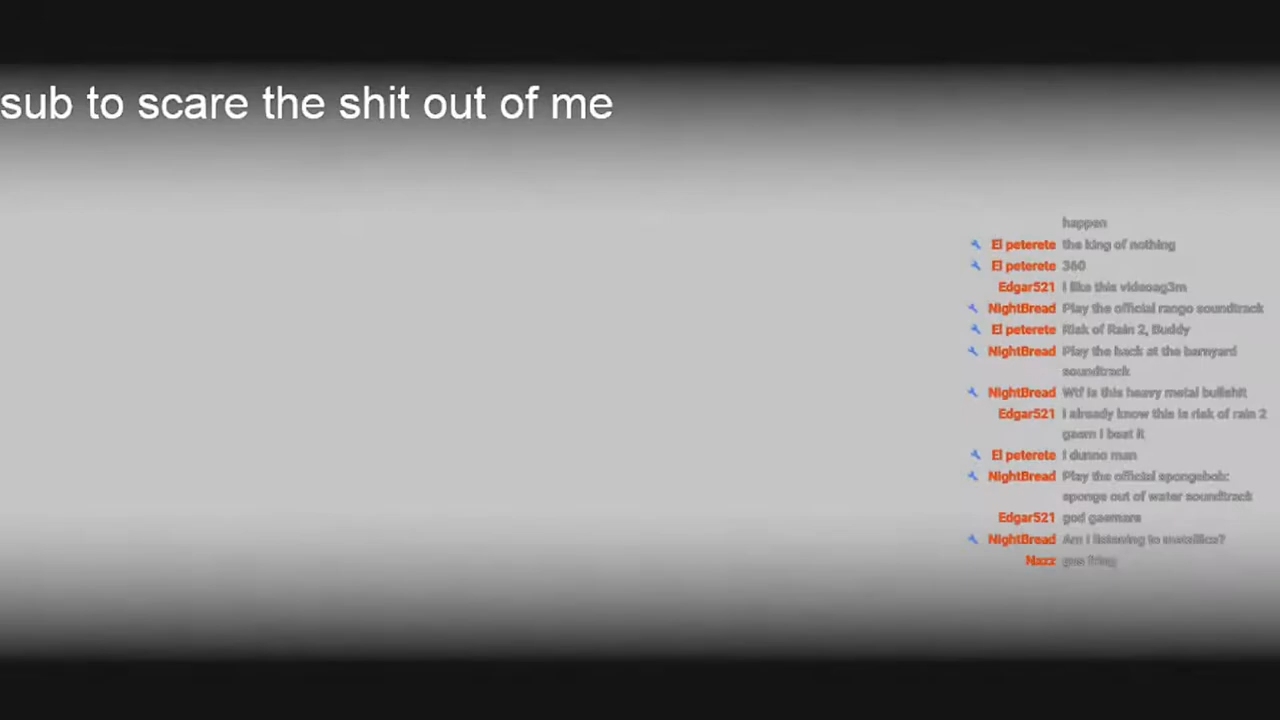 sub to scare the shit out of me
happen
El peterete the king of nothing
El peterete 360
Edgar521 I like this videoag3m
NightBread Play the official rango soundtrack
El peterete Risk of Rain 2, Buddy
NightBread Play the back at the barnyard
soundtrack
NightBread Wtf is this heavy metal bullshit
Edgar521 I already know this is risk of rain 2
gaem I beat it
El peterete I dunno man
NightBread Play the official spongebob:
sponge out of water soundtrack
Edgar521 god gaemars
NightBread Am I listening to metallica?
Nazz gus fring